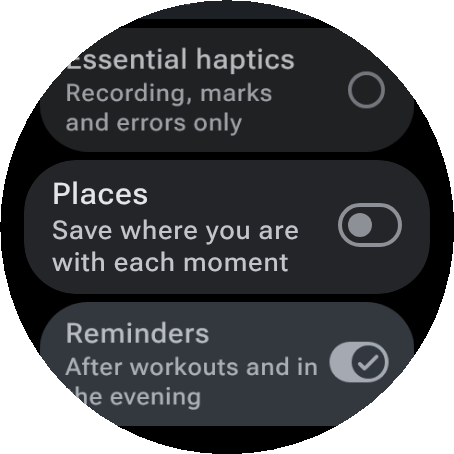 Essential haptics
Recording, marks
and errors only
Places
Save where you are
with each moment
Reminders
After workouts and in
the evening